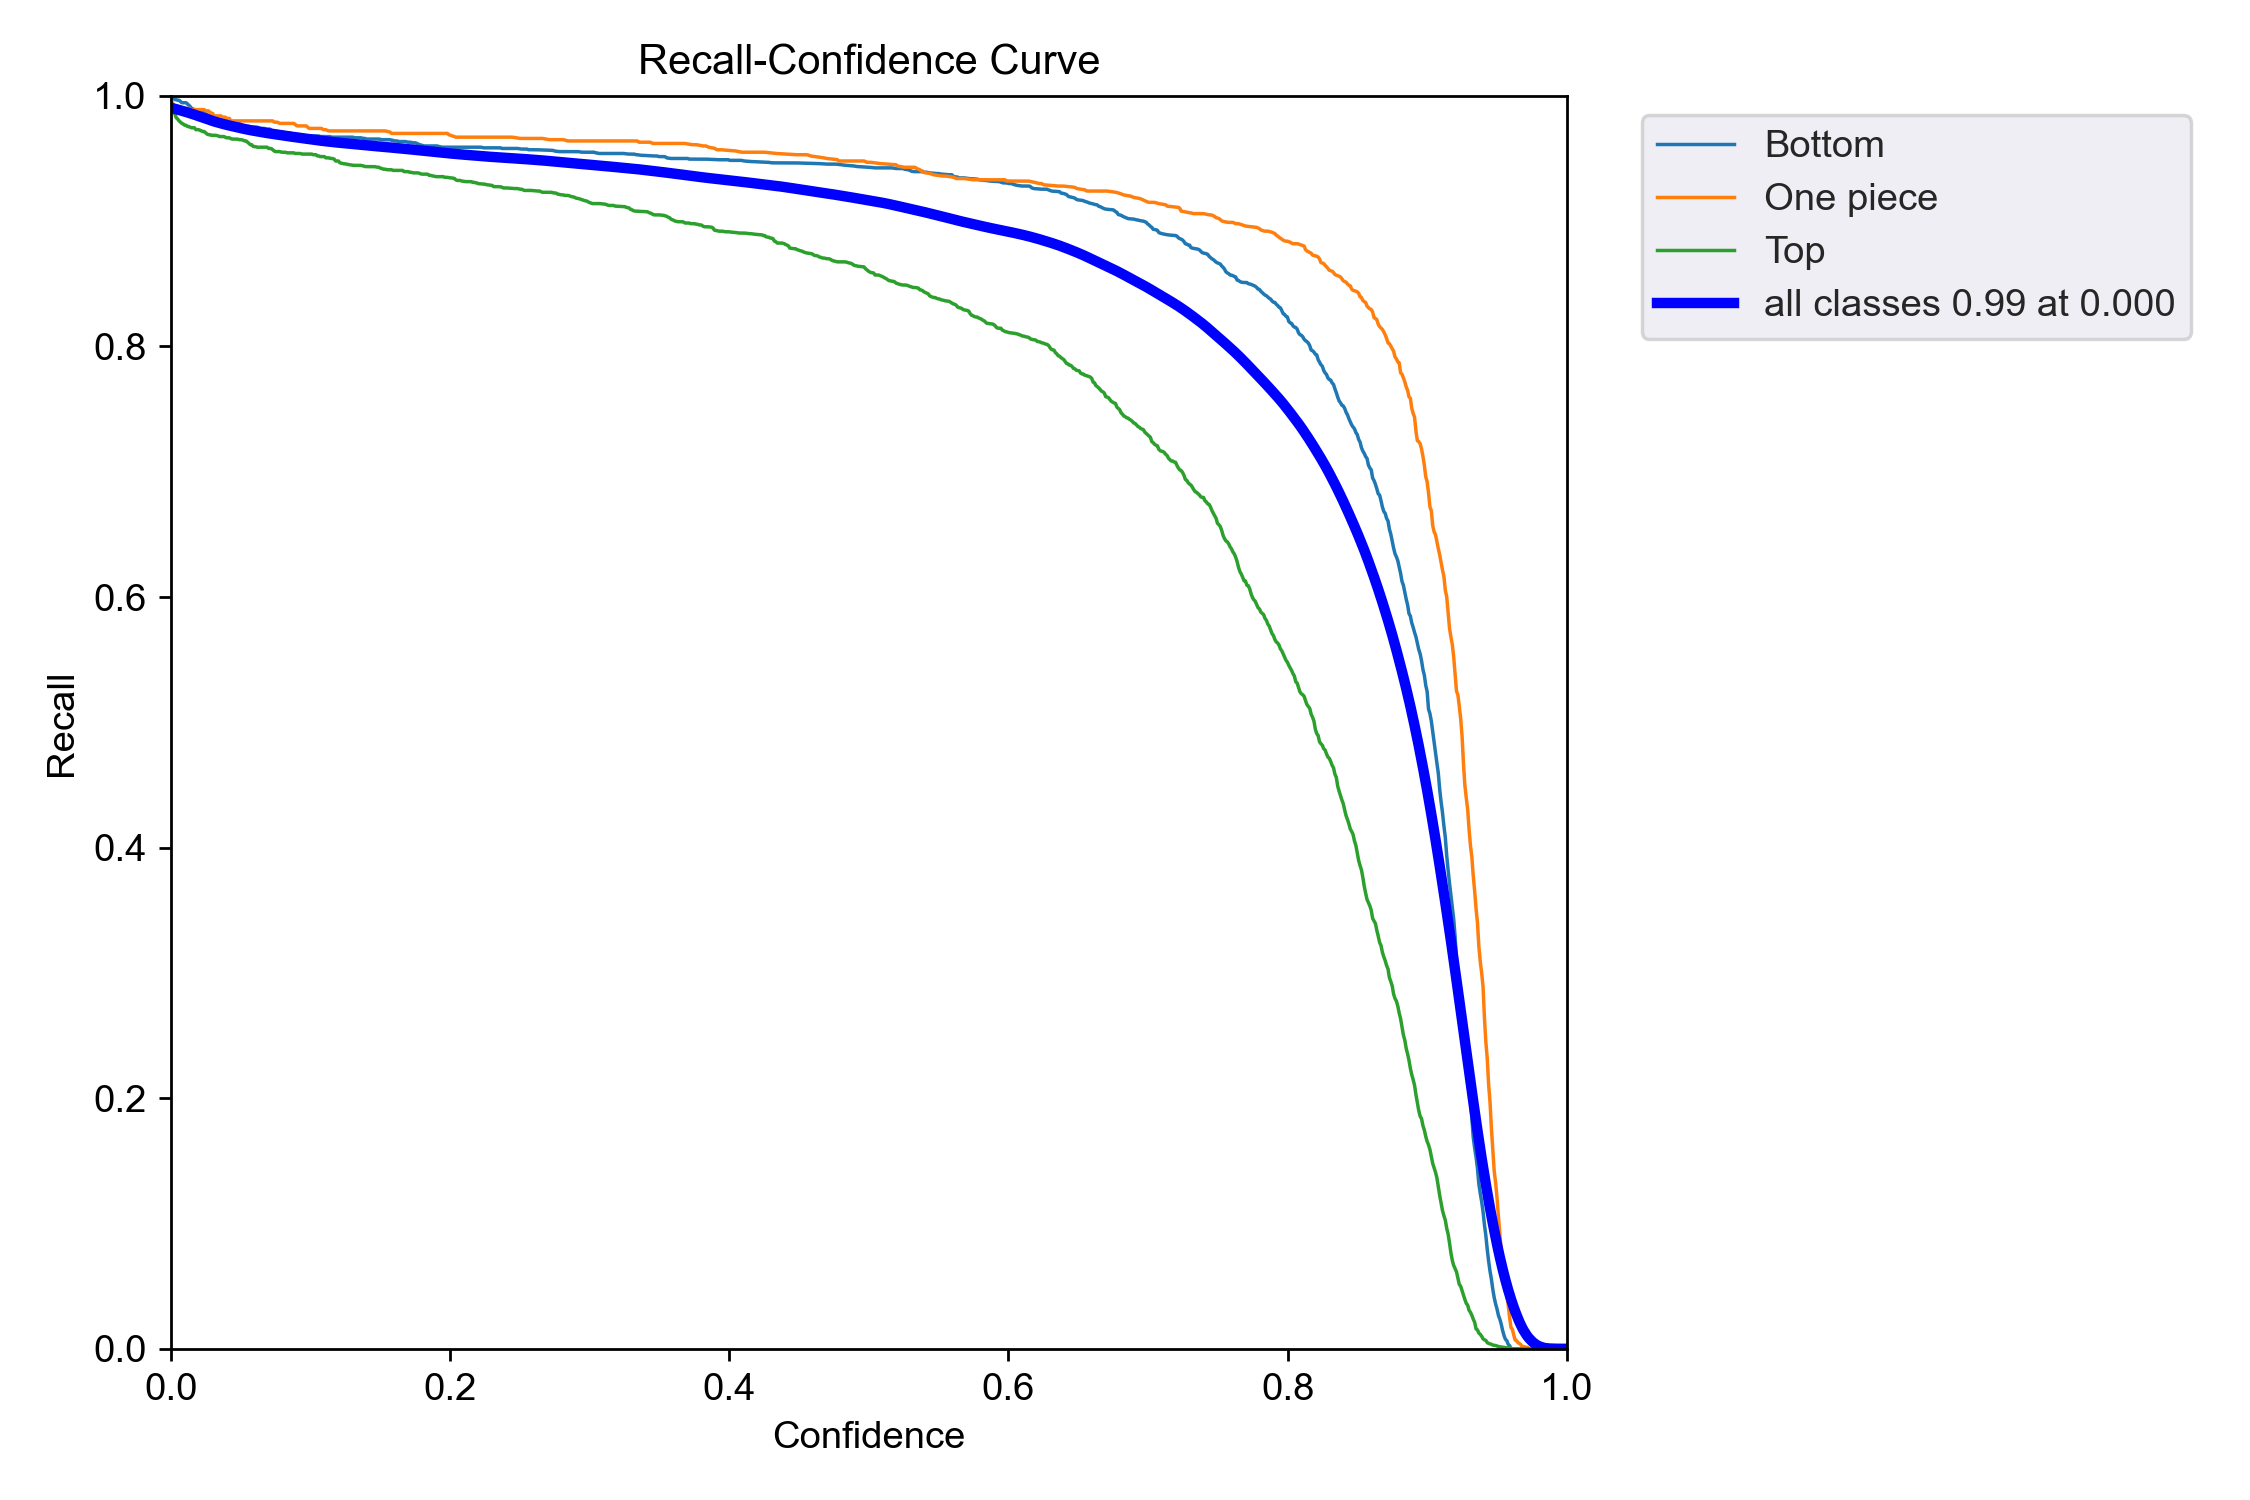 Recall-Confidence Curve
1.0
0.8
0.6
0.4
0.2
0.0
Recall
0.0 0.2 0.4 0.6 0.8 1.0
Confidence
Bottom
One piece
Top
all classes 0.99 at 0.000